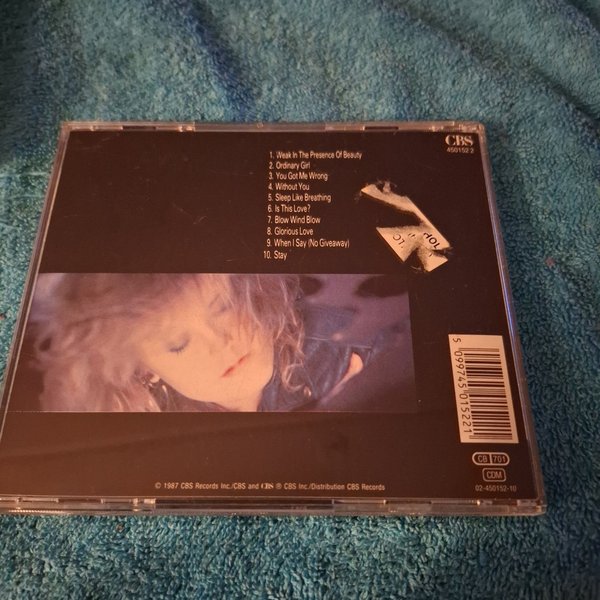 CBS
450152 2
1. Weak In The Presence Of Beauty
2. Ordinary Girl
3. You Got Me Wrong
4. Without You
5. Sleep Like Breathing
6. Is This Love?
7. Blow Wind Blow
8. Glorious Love
9. When I Say (No Giveaway)
10. Stay
5 099745 015221
CB 701
CDM
02-450152-10
© 1987 CBS Records Inc./CBS and CBS ® CBS Inc./Distribution CBS Records